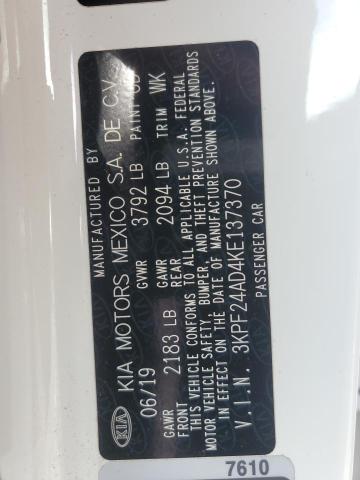 MANUFACTURED BY
KIA MOTORS MEXICO S.A. DE C.V.
06/19 GVWR 3792 LB PAINT UD
GAWR FRONT 2183 LB GAWR REAR 2094 LB TRIM WK
THIS VEHICLE CONFORMS TO ALL APPLICABLE U.S.A. FEDERAL
MOTOR VEHICLE SAFETY, BUMPER, AND THEFT PREVENTION STANDARDS
IN EFFECT ON THE DATE OF MANUFACTURE SHOWN ABOVE.
V.I.N. 3KPF24AD4KE137370
PASSENGER CAR
KIA
7610